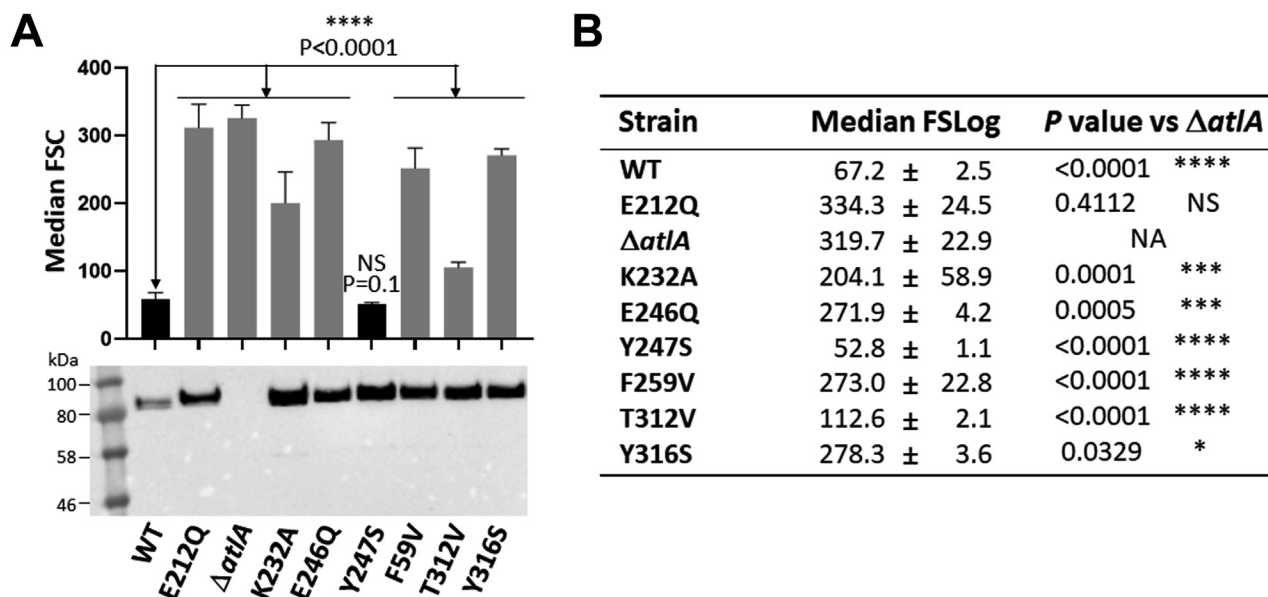 A
****
P<0.0001
Median FSC
400
300
200
100
0
NS
P=0.1
kDa
100
80
58
46
WT
E212Q
ΔatlA
K232A
E246Q
Y247S
F59V
T312V
Y316S
B
Strain Median FSLog P value vs ΔatlA
WT 67.2 ± 2.5 <0.0001 ****
E212Q 334.3 ± 24.5 0.4112 NS
ΔatlA 319.7 ± 22.9 NA
K232A 204.1 ± 58.9 0.0001 ***
E246Q 271.9 ± 4.2 0.0005 ***
Y247S 52.8 ± 1.1 <0.0001 ****
F259V 273.0 ± 22.8 <0.0001 ****
T312V 112.6 ± 2.1 <0.0001 ****
Y316S 278.3 ± 3.6 0.0329 *